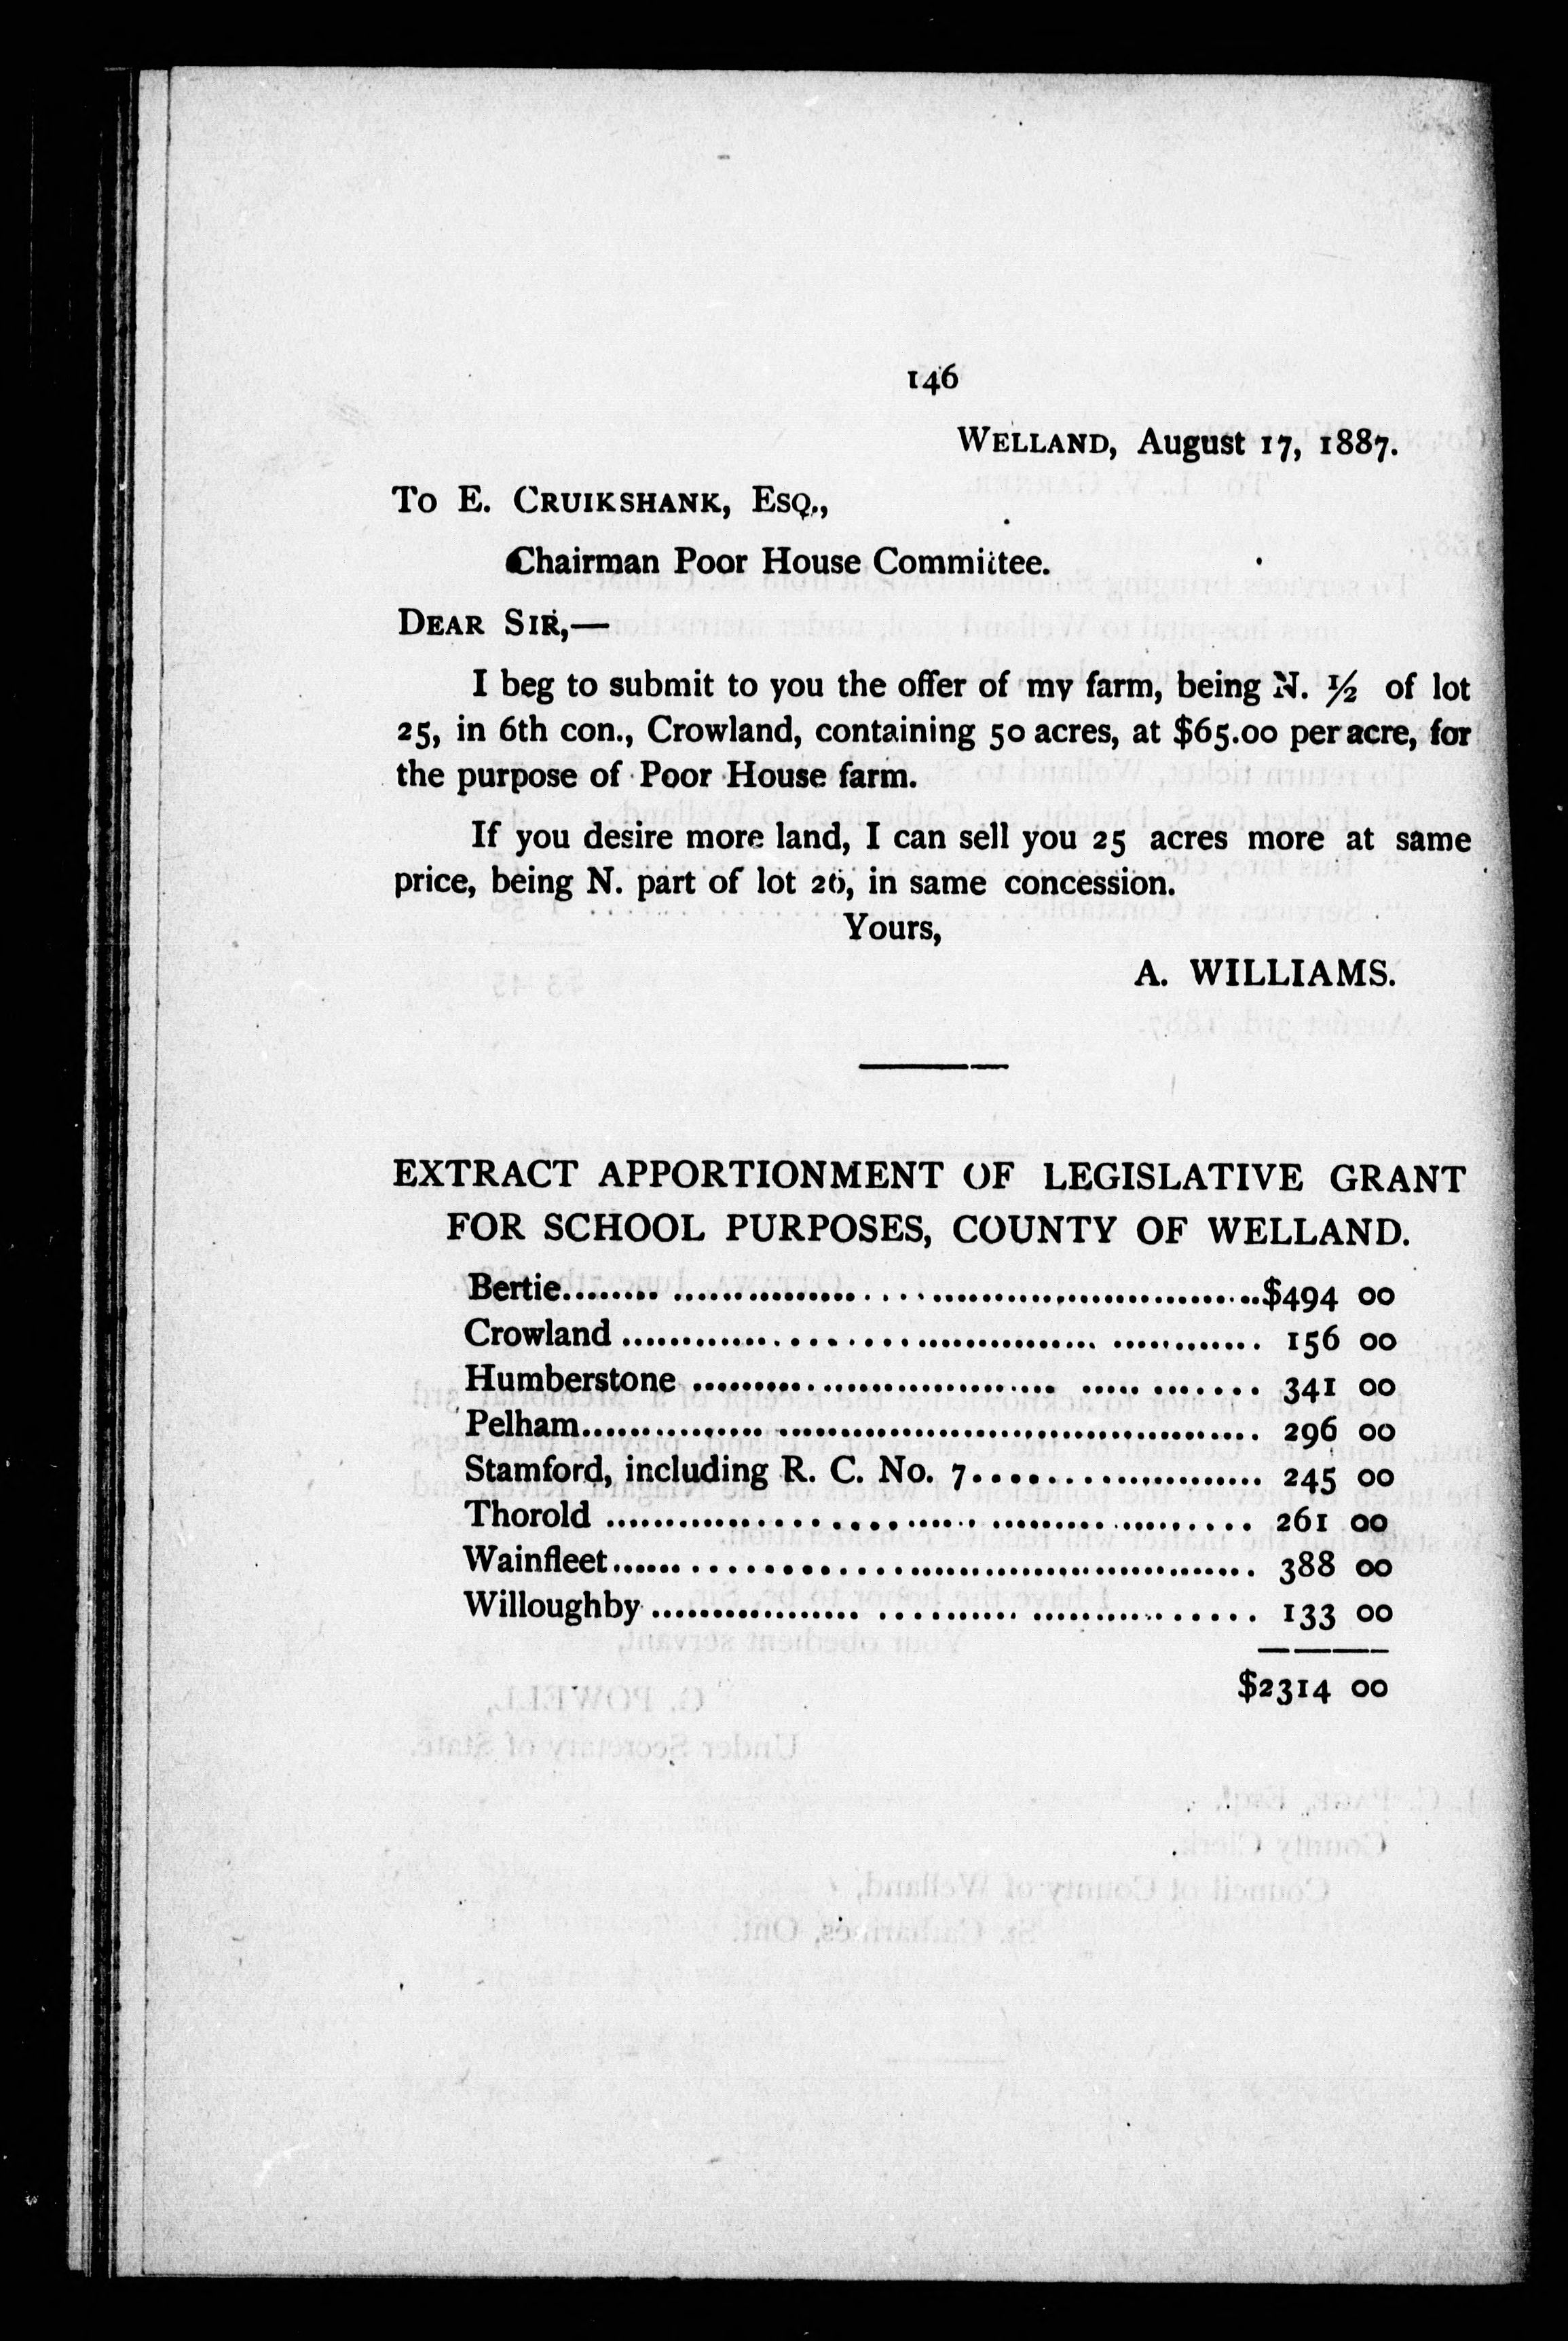 146
WELLAND, August 17, 1887.
To E. CRUIKSHANK, ESQ.,
Chairman Poor House Committee.
DEAR SIR,—
I beg to submit to you the offer of my farm, being N. ½ of lot
25, in 6th con., Crowland, containing 50 acres, at $65.00 per acre, for
the purpose of Poor House farm.
If you desire more land, I can sell you 25 acres more at same
price, being N. part of lot 26, in same concession.
Yours,
A. WILLIAMS.
EXTRACT APPORTIONMENT OF LEGISLATIVE GRANT
FOR SCHOOL PURPOSES, COUNTY OF WELLAND.
Bertie........................................$494 00
Crowland ........................................ 156 00
Humberstone ........................................ 341 00
Pelham........................................ 296 00
Stamford, including R. C. No. 7.................... 245 00
Thorold ........................................ 261 00
Wainfleet........................................ 388 00
Willoughby ........................................ 133 00
$2314 00